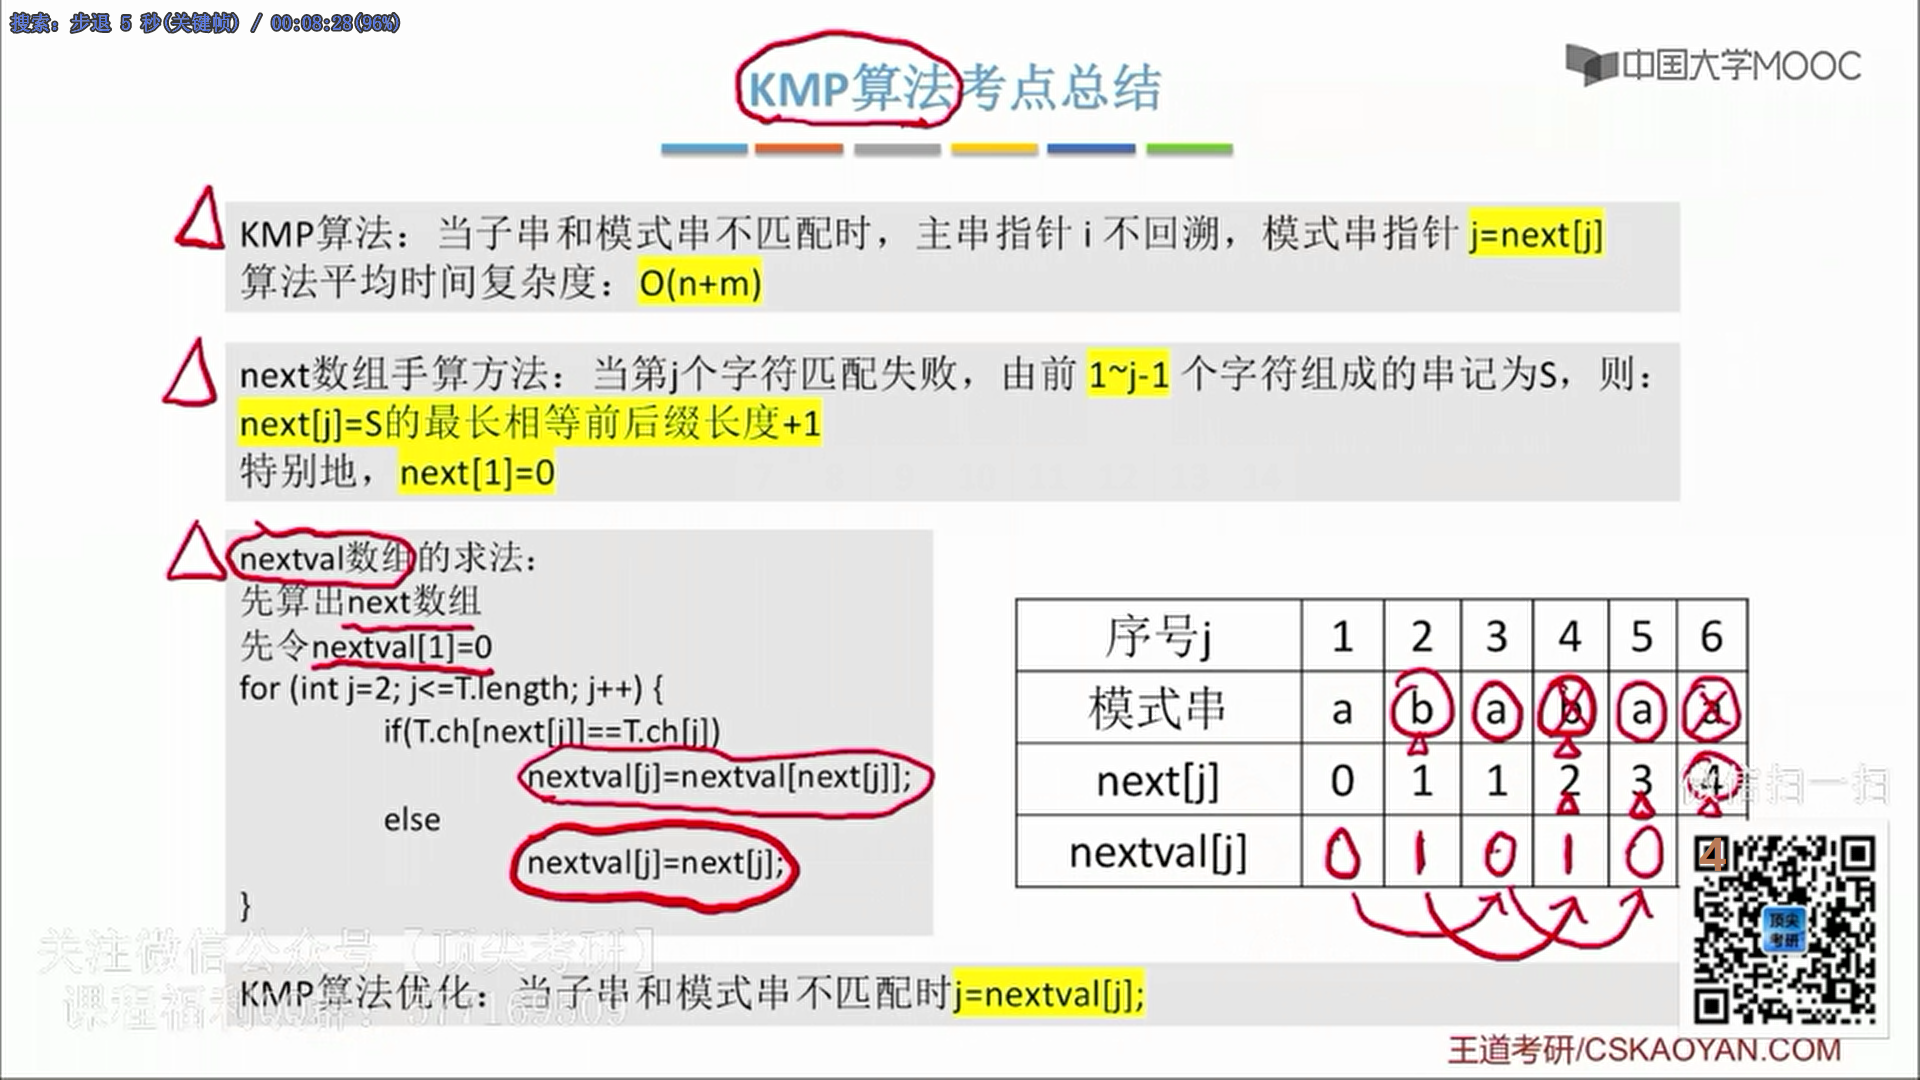 搜索: 步退 5 秒(关键帧) / 00:08:28(96%)
KMP算法考点总结
中国大学MOOC
KMP算法：当子串和模式串不匹配时，主串指针 i 不回溯，模式串指针 j=next[j]
算法平均时间复杂度：O(n+m)
next数组手算方法：当第j个字符匹配失败，由前 1~j-1 个字符组成的串记为S，则：
next[j]=S的最长相等前后缀长度+1
特别地，next[1]=0
nextval数组的求法：
先算出next数组
先令nextval[1]=0
for (int j=2; j<=T.length; j++) {
if(T.ch[next[j]]==T.ch[j])
nextval[j]=nextval[next[j]];
else
nextval[j]=next[j];
}
序号j 1 2 3 4 5 6
模式串 a b a b a a
next[j] 0 1 1 2 3 4
nextval[j] 0 1 0 1 0 4
微信扫一扫
顶尖
考研
关注微信公众号【顶尖考研】
KMP算法优化：当子串和模式串不匹配时j=nextval[j];
王道考研/CSKAOYAN.COM